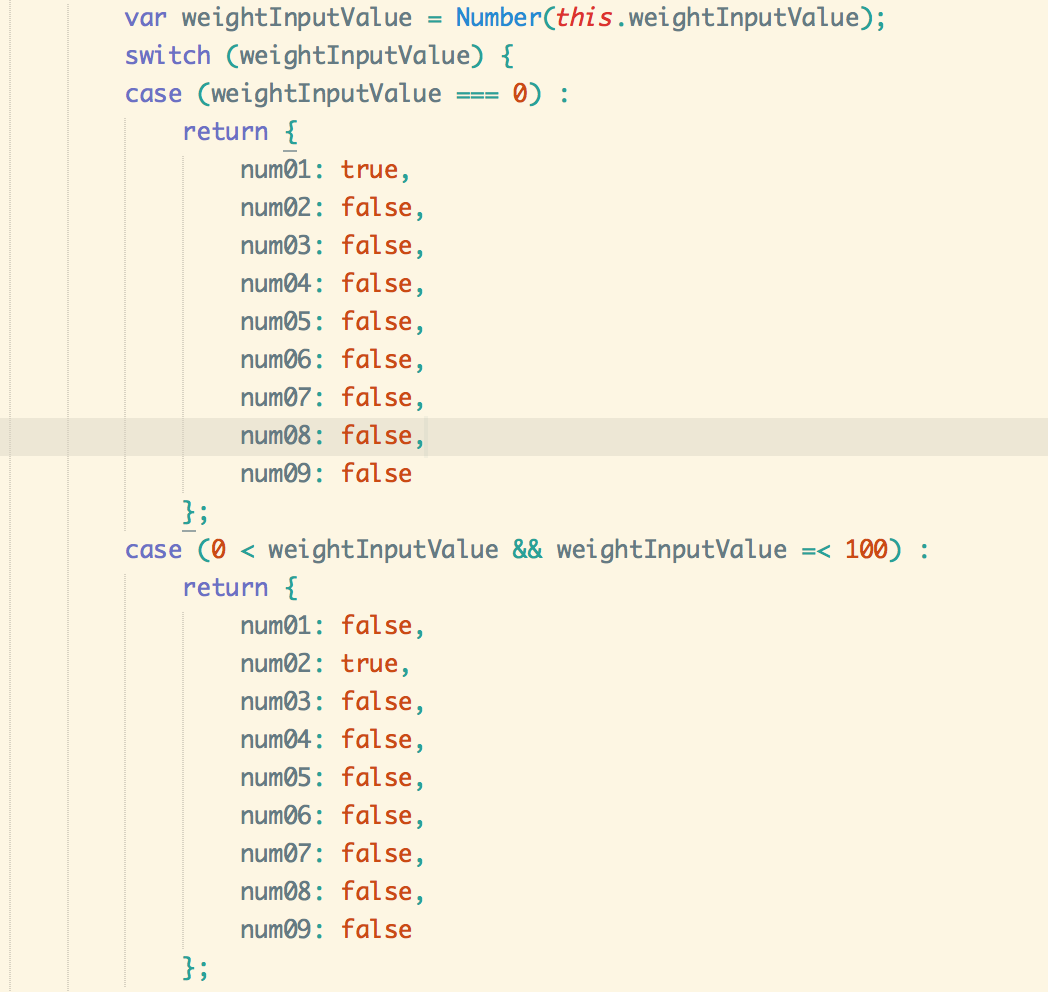 var weightInputValue = Number(this.weightInputValue);
switch (weightInputValue) {
case (weightInputValue === 0) :
return {
num01: true,
num02: false,
num03: false,
num04: false,
num05: false,
num06: false,
num07: false,
num08: false,
num09: false
};
case (0 < weightInputValue && weightInputValue =< 100) :
return {
num01: false,
num02: true,
num03: false,
num04: false,
num05: false,
num06: false,
num07: false,
num08: false,
num09: false
};